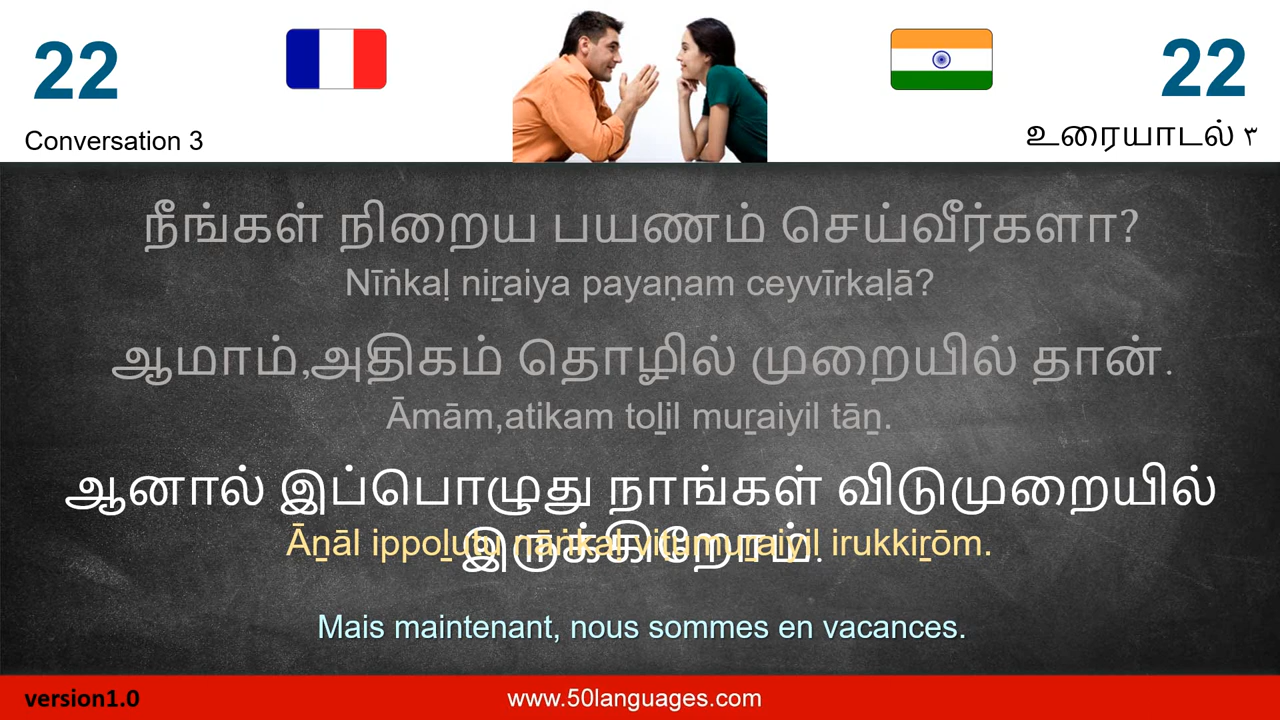 22
22
Conversation 3
உரையாடல் ۳
நீங்கள் நிறைய பயணம் செய்வீர்களா?
Nīṅkaḷ niṟaiya payaṇam ceyvīrkaḷā?
ஆமாம்,அதிகம் தொழில் முறையில் தான்.
Āmām,atikam toḻil muṟaiyil tāṉ.
ஆனால் இப்பொழுது நாங்கள் விடுமுறையில்
இருக்கிறோம்.
Āṉāl ippoḻutu nāṅkaḷ viṭumuṟaiyil irukkiṟōm.
Mais maintenant, nous sommes en vacances.
version1.0
www.50languages.com